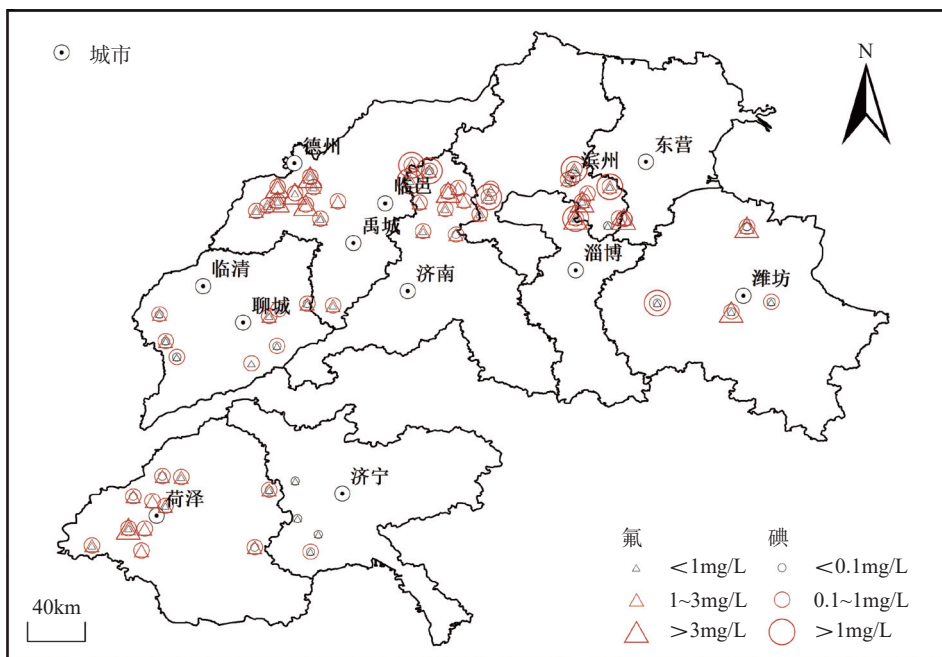 城市
N
德州
滨州
东营
临邑
禹城
淄博
临清
济南
潍坊
聊城
济宁
荷泽
氟
碘
<1mg/L
<0.1mg/L
1~3mg/L
0.1~1mg/L
>3mg/L
>1mg/L
40km